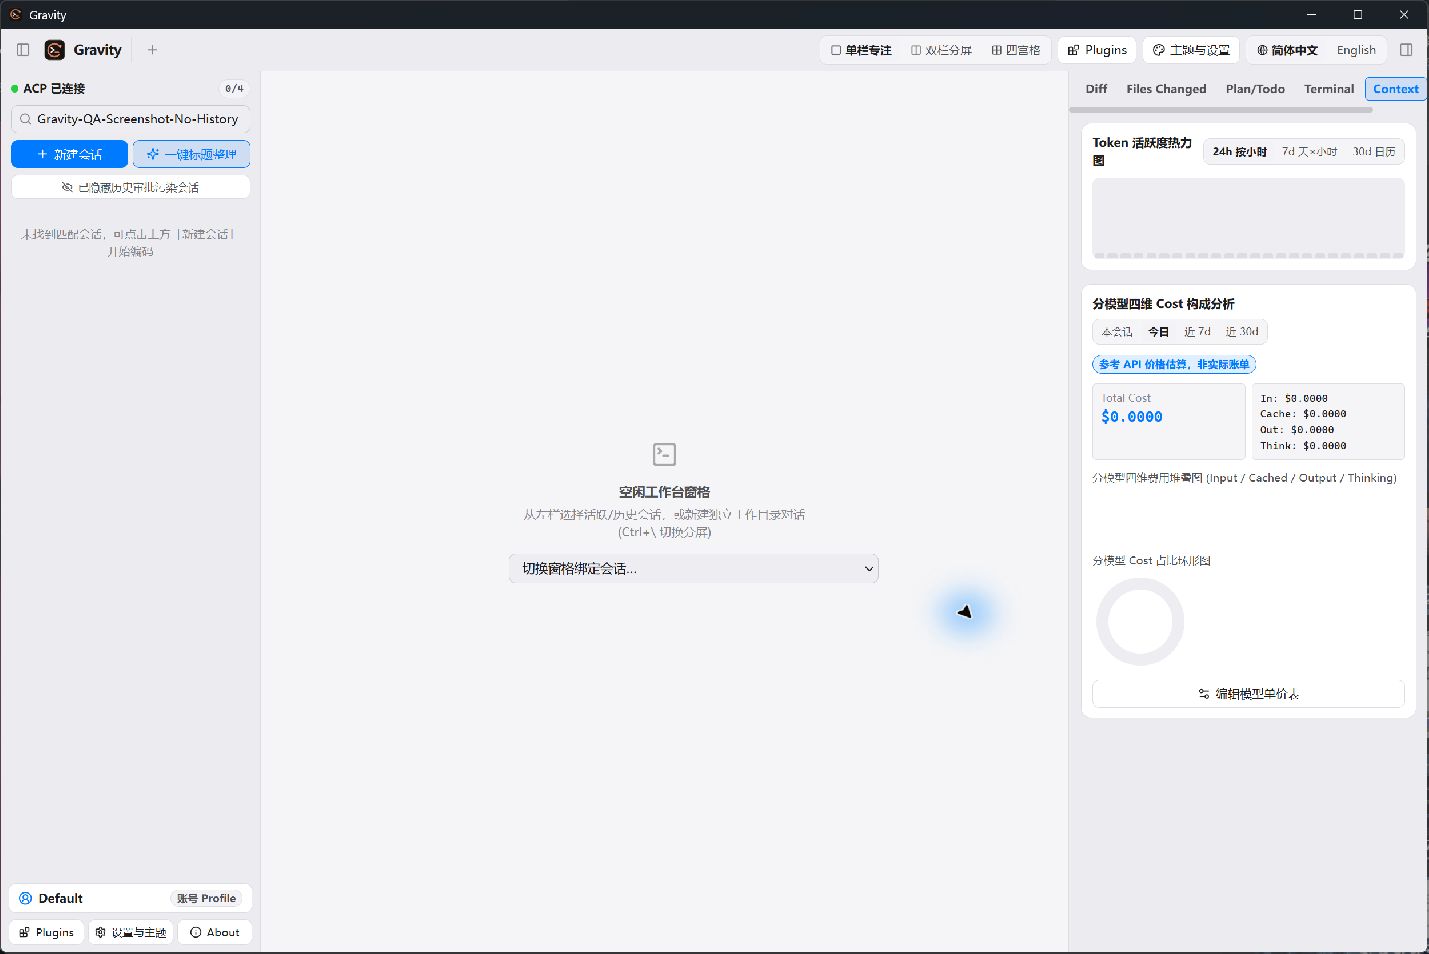 Gravity
Gravity
单栏专注
双栏分屏
四宫格
Plugins
主题与设置
简体中文
English
ACP 已连接
0/4
Gravity-QA-Screenshot-No-History
新建会话
一键标题整理
已隐藏历史审批污染会话
未找到匹配会话，可点击上方「新建会话」
开始编码
Default
账号 Profile
Plugins
设置与主题
About
空闲工作台窗格
从左栏选择活跃/历史会话，或新建独立工作目录对话
(Ctrl+\ 切换分屏)
切换窗格绑定会话...
Diff
Files Changed
Plan/Todo
Terminal
Context
Token 活跃度热力
图
24h 按小时
7d 天×小时
30d 日历
分模型四维 Cost 构成分析
本会话
今日
近 7d
近 30d
参考 API 价格估算，非实际账单
Total Cost
$0.0000
In: $0.0000
Cache: $0.0000
Out: $0.0000
Think: $0.0000
分模型四维费用堆叠图 (Input / Cached / Output / Thinking)
分模型 Cost 占比环形图
编辑模型单价表